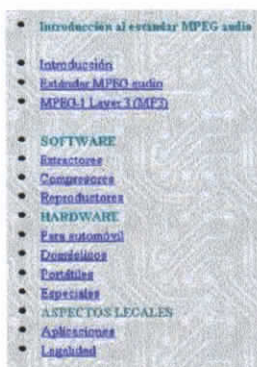 Introducción al estándar MPEG audio
Introducción
Estándar MPEG audio
MPEG-1 Layer 3 (MP3)
SOFTWARE
Extractores
Compresores
Reproductores
HARDWARE
Para automóvil
Domésticos
Portátiles
Especiales
ASPECTOS LEGALES
Aplicaciones
Legalidad